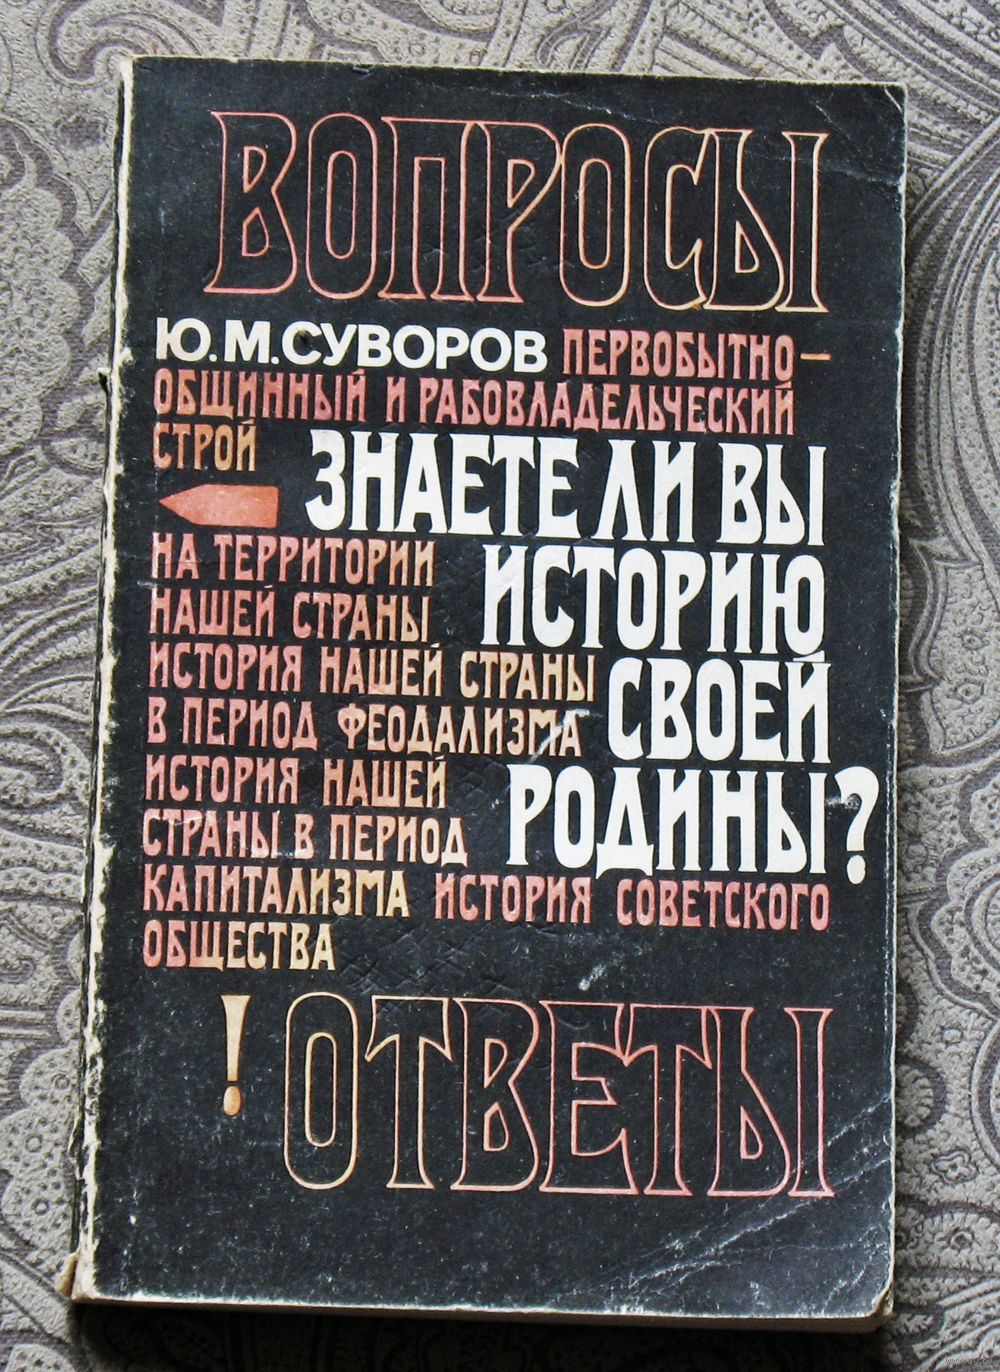 ВОПРОСЫ
Ю.М.СУВОРОВ ПЕРВОБЫТНО-
ОБЩИННЫЙ И РАБОВЛАДЕЛЬЧЕСКИЙ
СТРОЙ
ЗНАЕТЕ ЛИ ВЫ
НА ТЕРРИТОРИИ
ИСТОРИЮ
НАШЕЙ СТРАНЫ
ИСТОРИЯ НАШЕЙ СТРАНЫ
СВОЕЙ
В ПЕРИОД ФЕОДАЛИЗМА
ИСТОРИЯ НАШЕЙ
РОДИНЫ?
СТРАНЫ В ПЕРИОД
КАПИТАЛИЗМА ИСТОРИЯ СОВЕТСКОГО
ОБЩЕСТВА
! ОТВЕТЫ